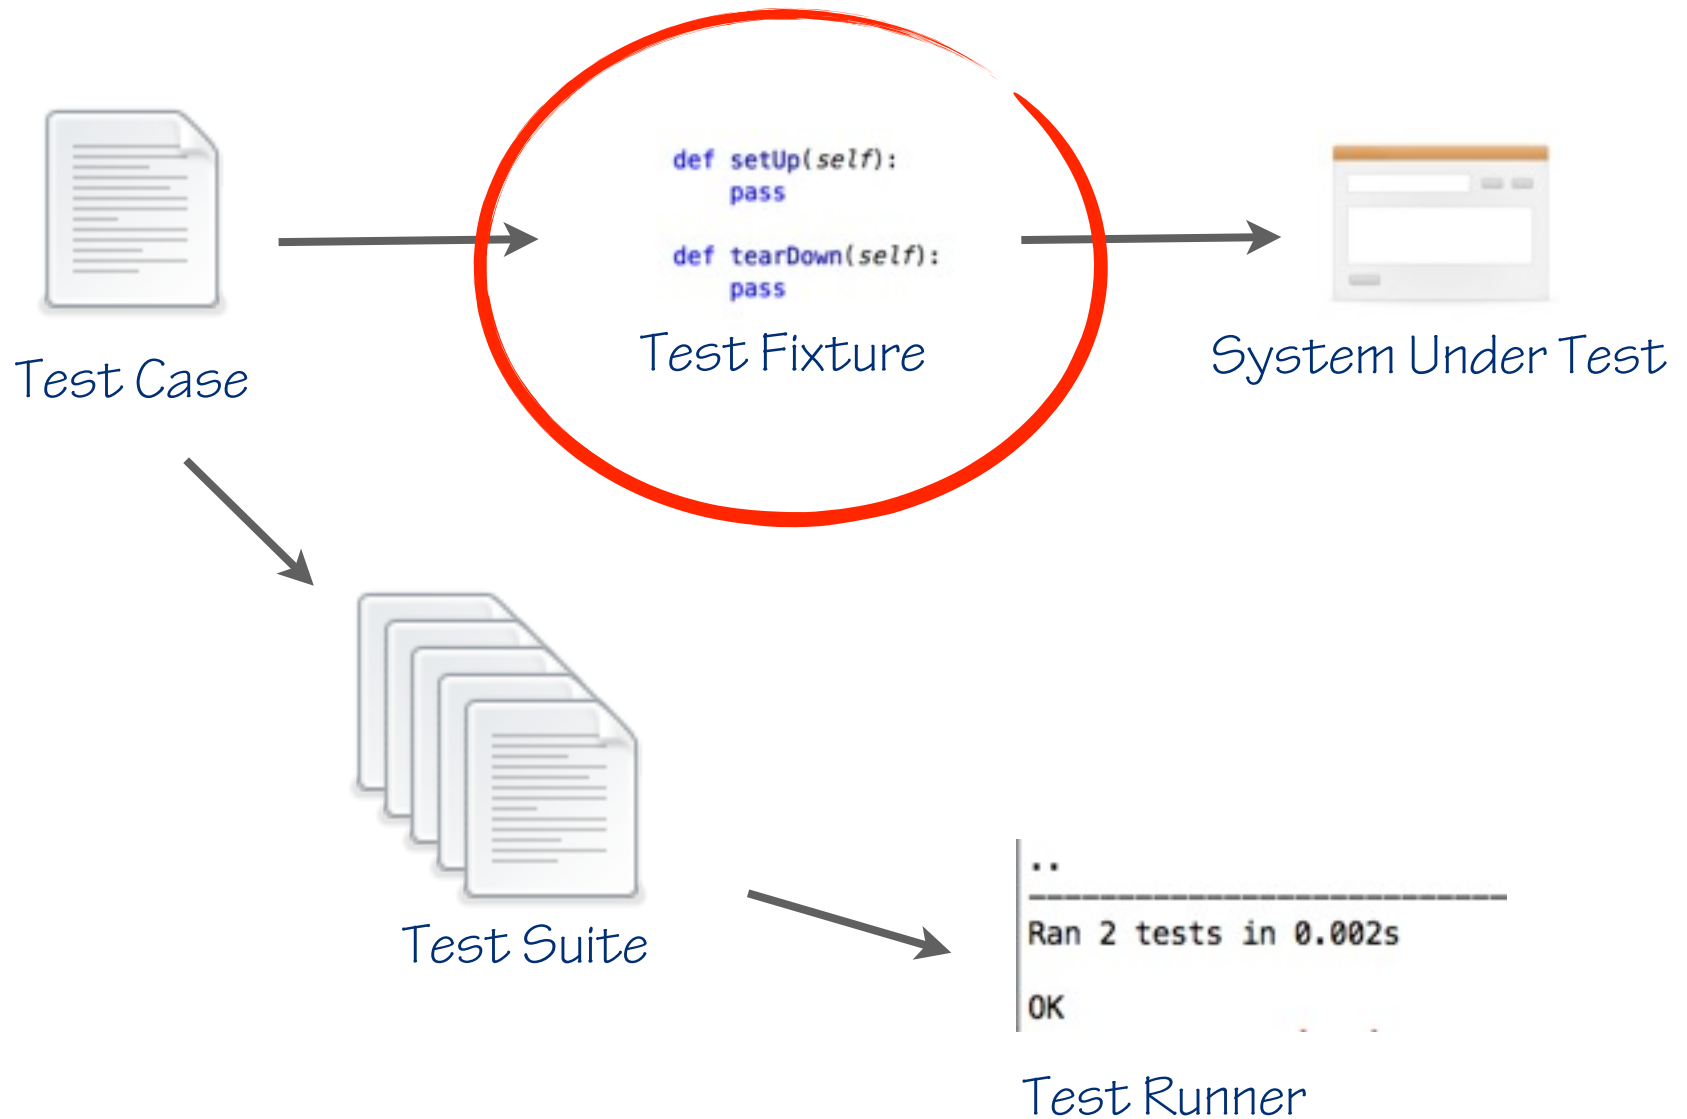 def setUp(self):
pass
def tearDown(self):
pass
Test Fixture
Test Case
System Under Test
Test Suite
..
----------------------------
Ran 2 tests in 0.002s
OK
Test Runner